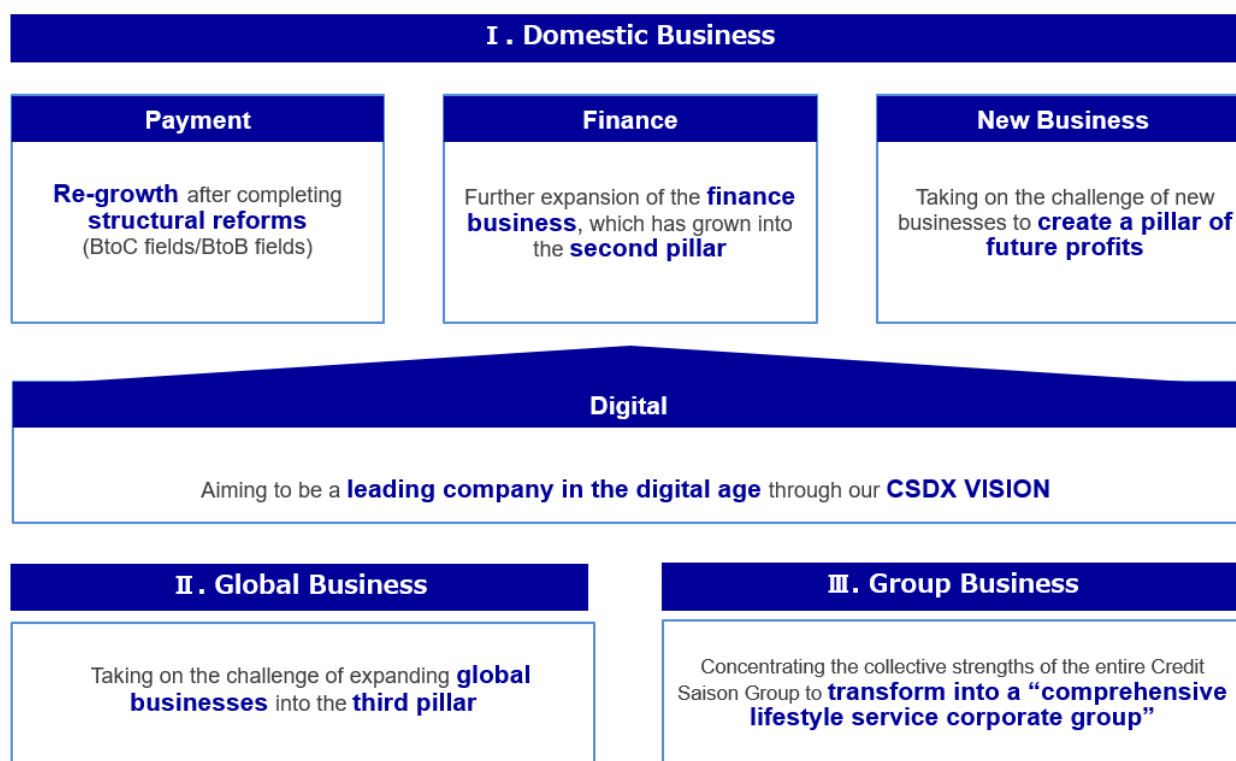 Ⅰ. Domestic Business
Payment
Re-growth after completing
structural reforms
(BtoC fields/BtoB fields)
Finance
Further expansion of the finance
business, which has grown into
the second pillar
New Business
Taking on the challenge of new
businesses to create a pillar of
future profits
Digital
Aiming to be a leading company in the digital age through our CSDX VISION
Ⅱ. Global Business
Taking on the challenge of expanding global
businesses into the third pillar
Ⅲ. Group Business
Concentrating the collective strengths of the entire Credit
Saison Group to transform into a “comprehensive
lifestyle service corporate group”